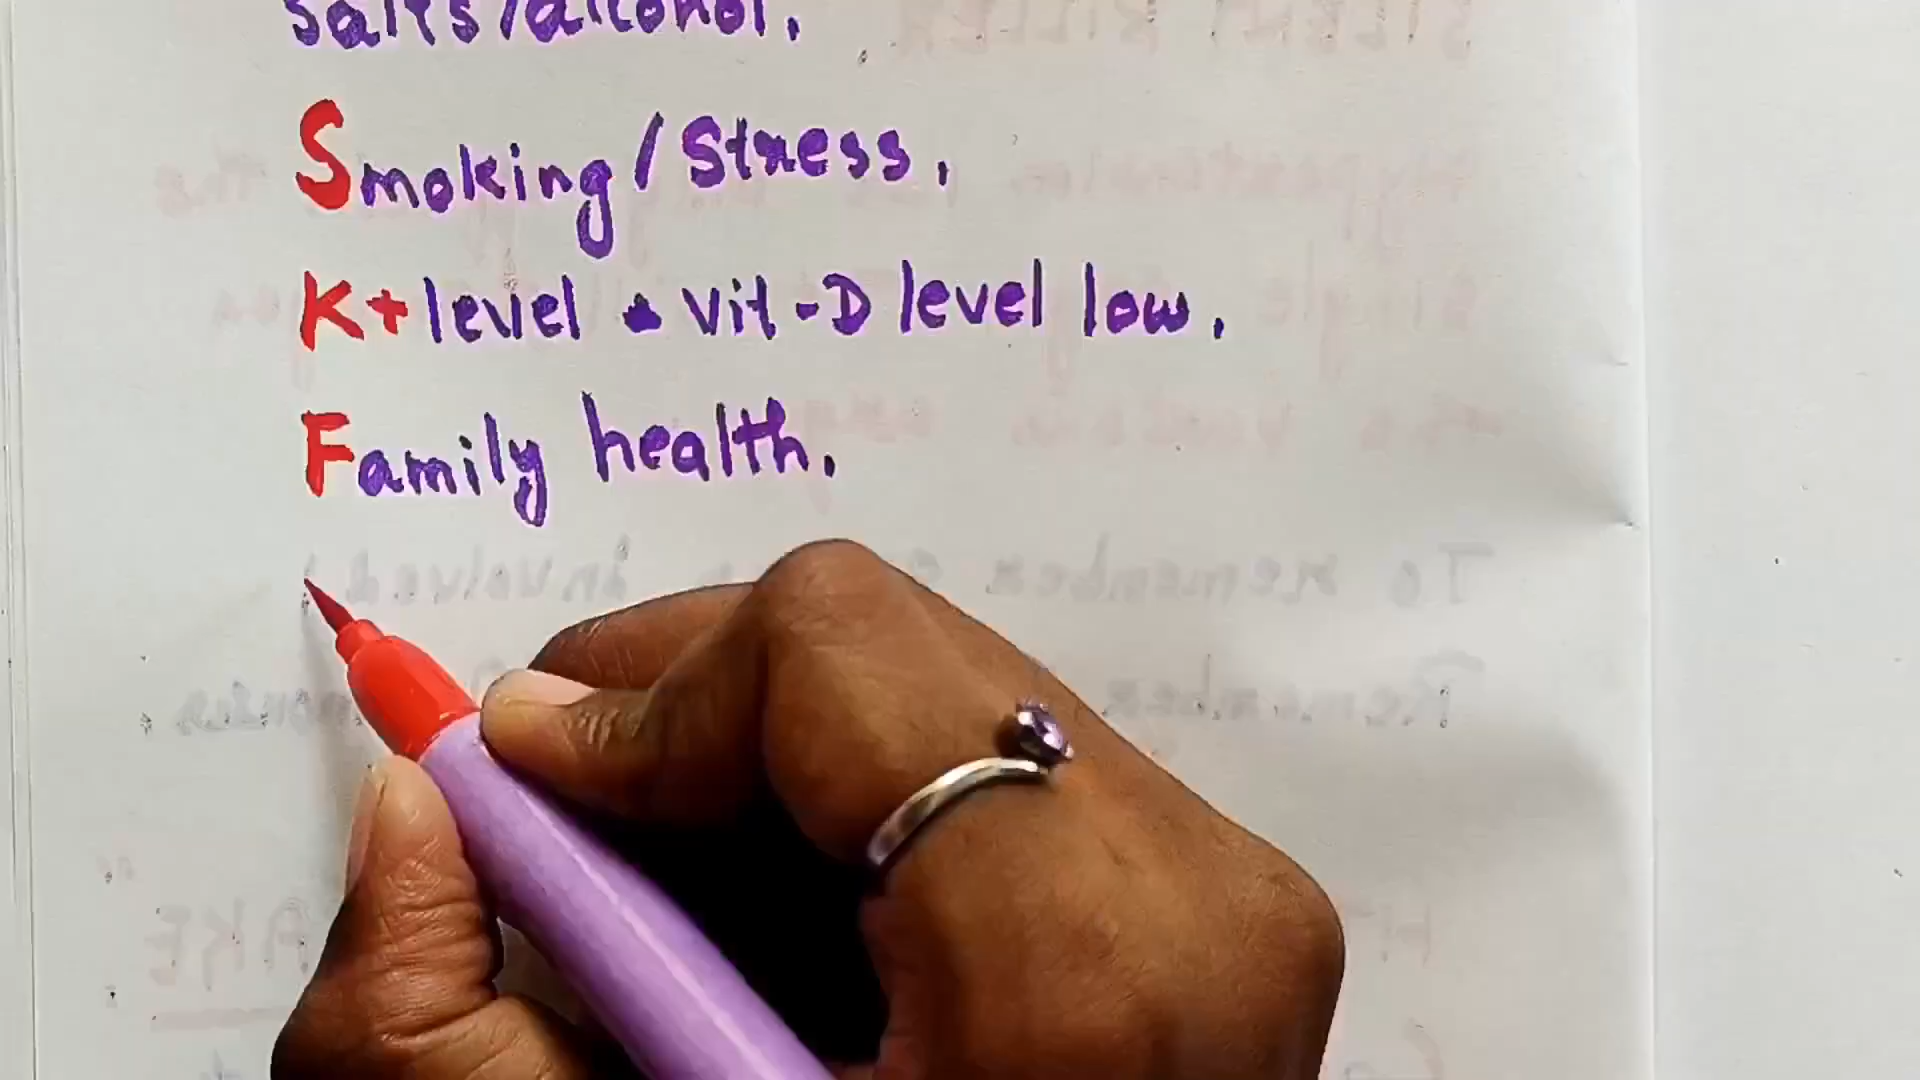 salts/alcohol.
Smoking/Stress.
K+ level & Vit-D level low.
Family health.